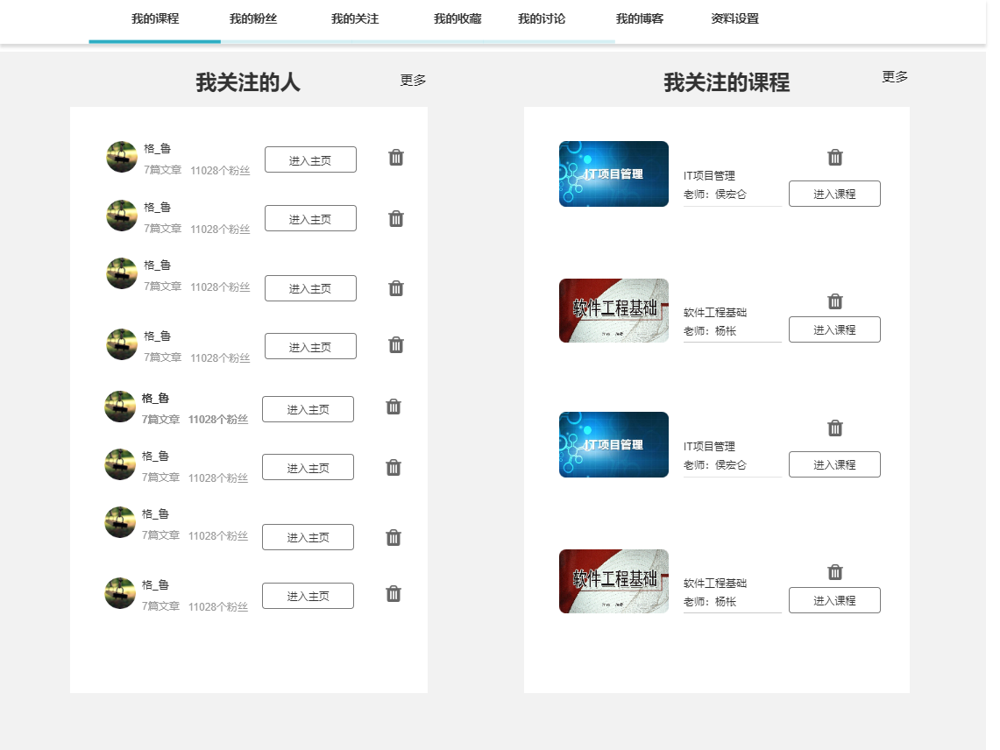 我的课程 我的粉丝 我的关注 我的收藏 我的讨论 我的博客 资料设置
我关注的人 更多
格_鲁
7篇文章 11028个粉丝 进入主页
格_鲁
7篇文章 11028个粉丝 进入主页
格_鲁
7篇文章 11028个粉丝 进入主页
格_鲁
7篇文章 11028个粉丝 进入主页
格_鲁
7篇文章 11028个粉丝 进入主页
格_鲁
7篇文章 11028个粉丝 进入主页
格_鲁
7篇文章 11028个粉丝 进入主页
格_鲁
7篇文章 11028个粉丝 进入主页
我关注的课程 更多
IT项目管理
IT项目管理
老师：侯宏仑 进入课程
软件工程基础
软件工程基础
老师：杨枨 进入课程
IT项目管理
IT项目管理
老师：侯宏仑 进入课程
软件工程基础
软件工程基础
老师：杨枨 进入课程